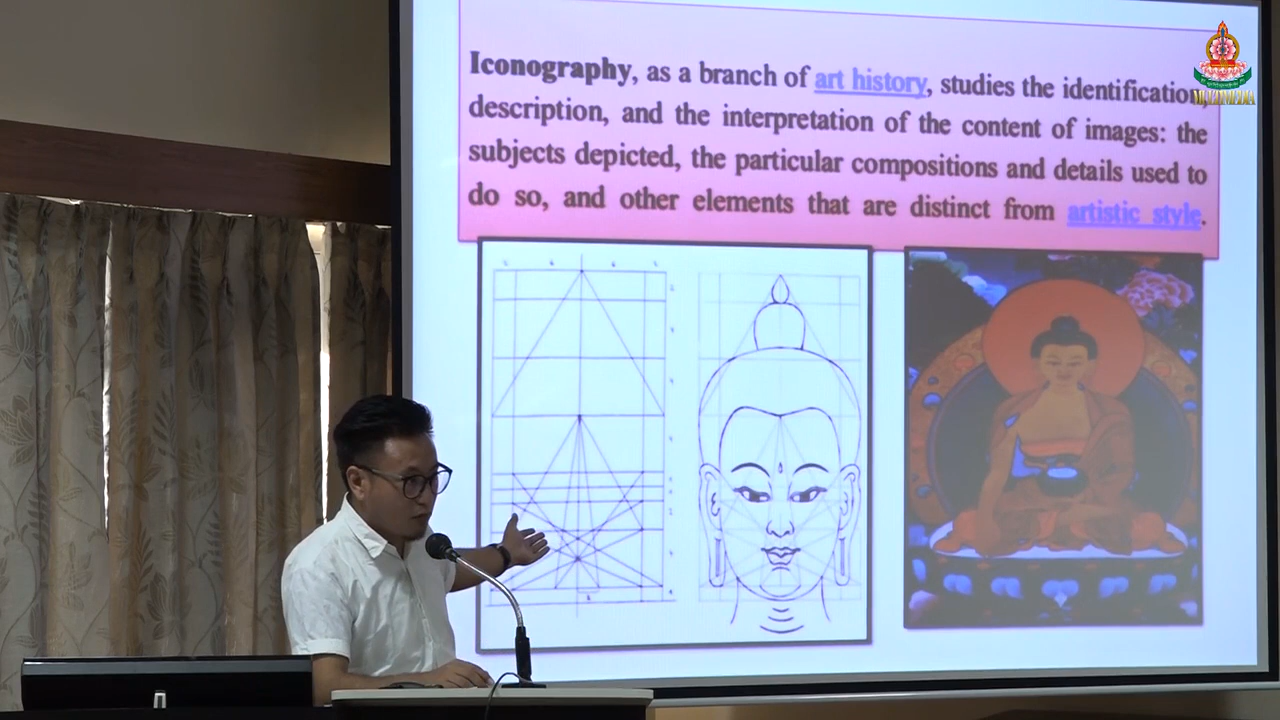 Iconography, as a branch of art history, studies the identification,
description, and the interpretation of the content of images: the
subjects depicted, the particular compositions and details used to
do so, and other elements that are distinct from artistic style.